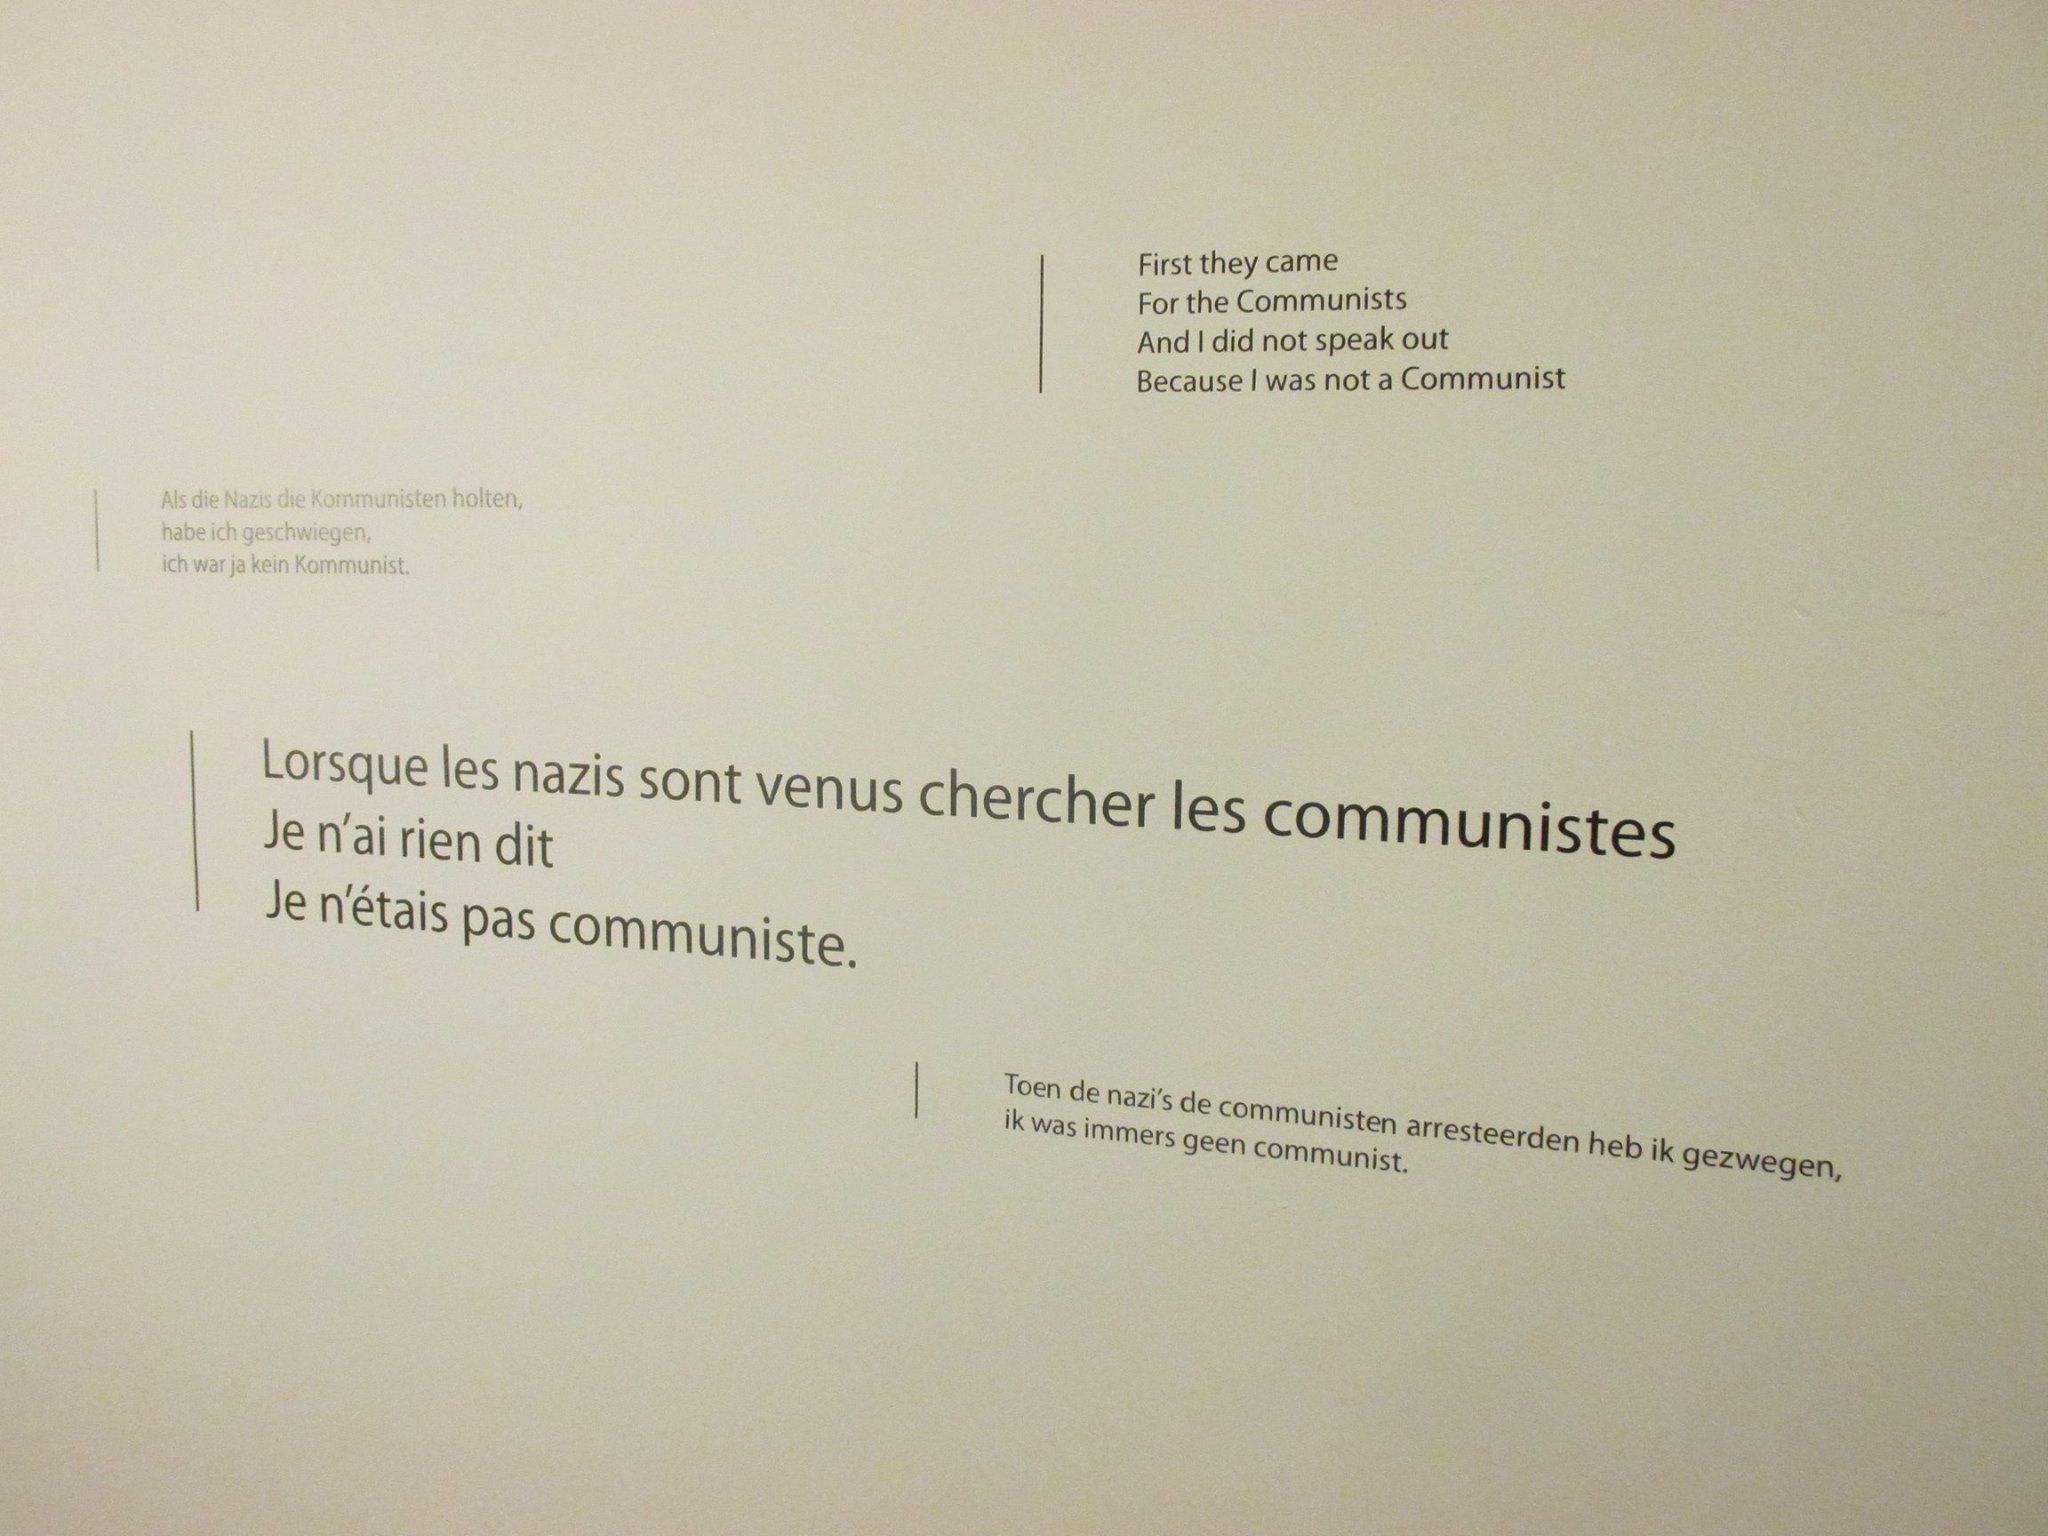 First they came
For the Communists
And I did not speak out
Because I was not a Communist
Als die Nazis die Kommunisten holten,
habe ich geschwiegen,
ich war ja kein Kommunist.
Lorsque les nazis sont venus chercher les communistes
Je n'ai rien dit
Je n'étais pas communiste.
Toen de nazi's de communisten arresteerden heb ik gezwegen,
ik was immers geen communist.